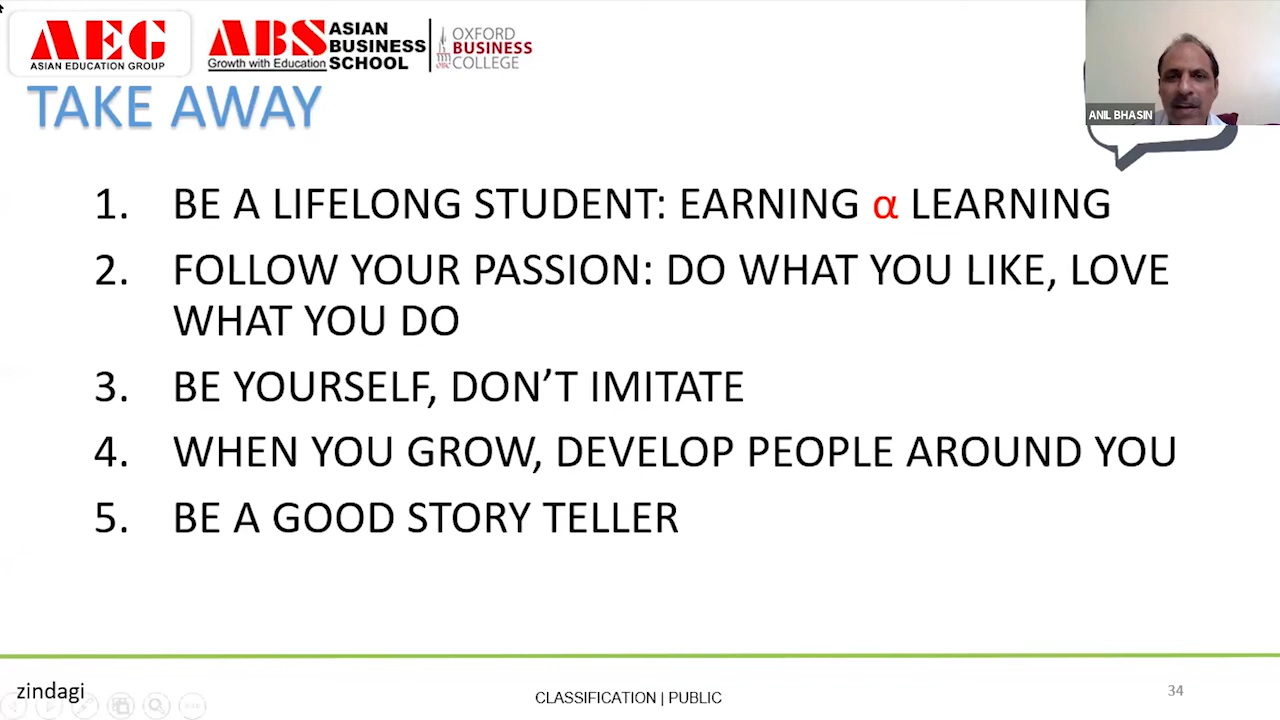 AEG
ASIAN EDUCATION GROUP
ABS
Growth with Education
ASIAN
BUSINESS
SCHOOL
OXFORD
BUSINESS
COLLEGE
ANIL BHASIN
TAKE AWAY
1. BE A LIFELONG STUDENT: EARNING α LEARNING
2. FOLLOW YOUR PASSION: DO WHAT YOU LIKE, LOVE
WHAT YOU DO
3. BE YOURSELF, DON’T IMITATE
4. WHEN YOU GROW, DEVELOP PEOPLE AROUND YOU
5. BE A GOOD STORY TELLER
zindagi
CLASSIFICATION | PUBLIC
34